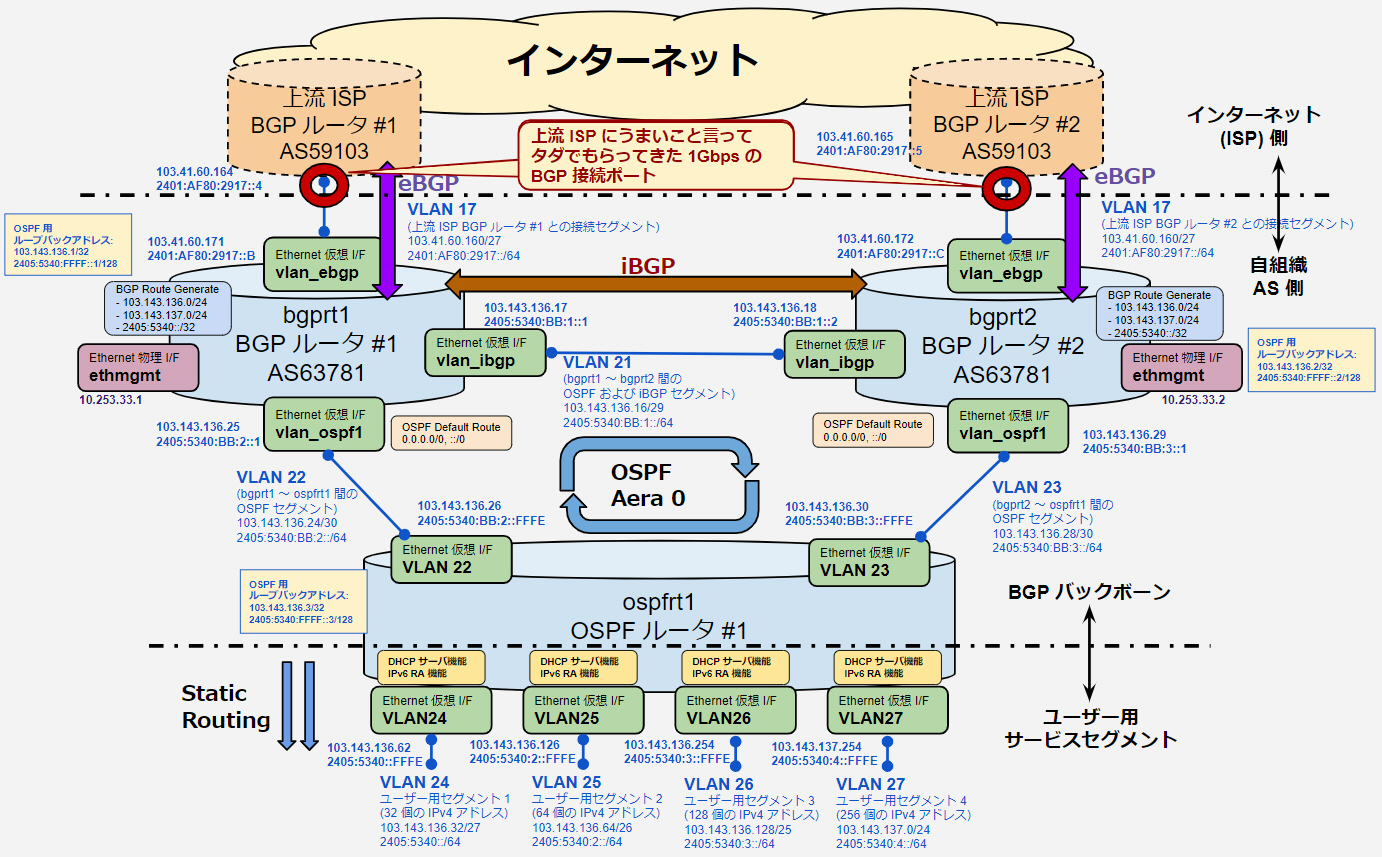 インターネット
上流 ISP
BGP ルータ #1
AS59103
上流 ISP
BGP ルータ #2
AS59103
上流 ISP にうまいこと言って
タダでもらってきた 1Gbps の
BGP 接続ポート
インターネット
(ISP) 側
自組織
AS 側
103.41.60.164
2401:AF80:2917::4
103.41.60.165
2401:AF80:2917::5
eBGP
eBGP
VLAN 17
(上流 ISP BGP ルータ #1 との接続セグメント)
103.41.60.160/27
2401:AF80:2917::/64
VLAN 17
(上流 ISP BGP ルータ #2 との接続セグメント)
103.41.60.160/27
2401:AF80:2917::/64
OSPF 用
ループバックアドレス:
103.143.136.1/32
2405:5340:FFFF::1/128
103.41.60.171
2401:AF80:2917::B
Ethernet 仮想 I/F
vlan_ebgp
103.41.60.172
2401:AF80:2917::C
Ethernet 仮想 I/F
vlan_ebgp
iBGP
BGP Route Generate
- 103.143.136.0/24
- 103.143.137.0/24
- 2405:5340::/32
bgprt1
BGP ルータ #1
AS63781
Ethernet 物理 I/F
ethmgmt
10.253.33.1
103.143.136.17
2405:5340:BB:1::1
Ethernet 仮想 I/F
vlan_ibgp
VLAN 21
(bgprt1 ～ bgprt2 間の
OSPF および iBGP セグメント)
103.143.136.16/29
2405:5340:BB:1::/64
103.143.136.18
2405:5340:BB:1::2
Ethernet 仮想 I/F
vlan_ibgp
bgprt2
BGP ルータ #2
AS63781
BGP Route Generate
- 103.143.136.0/24
- 103.143.137.0/24
- 2405:5340::/32
Ethernet 物理 I/F
ethmgmt
10.253.33.2
OSPF 用
ループバックアドレス:
103.143.136.2/32
2405:5340:FFFF::2/128
103.143.136.25
2405:5340:BB:2::1
Ethernet 仮想 I/F
vlan_ospf1
OSPF Default Route
0.0.0.0/0, ::/0
OSPF Default Route
0.0.0.0/0, ::/0
Ethernet 仮想 I/F
vlan_ospf1
103.143.136.29
2405:5340:BB:3::1
VLAN 22
(bgprt1 ～ ospfrt1 間の
OSPF セグメント)
103.143.136.24/30
2405:5340:BB:2::/64
OSPF
Aera 0
VLAN 23
(bgprt2 ～ ospfrt1 間の
OSPF セグメント)
103.143.136.28/30
2405:5340:BB:3::/64
103.143.136.26
2405:5340:BB:2::FFFE
103.143.136.30
2405:5340:BB:3::FFFE
Ethernet 仮想 I/F
VLAN 22
Ethernet 仮想 I/F
VLAN 23
OSPF 用
ループバックアドレス:
103.143.136.3/32
2405:5340:FFFF::3/128
ospfrt1
OSPF ルータ #1
BGP バックボーン
ユーザー用
サービスセグメント
Static
Routing
DHCP サーバ機能
IPv6 RA 機能
DHCP サーバ機能
IPv6 RA 機能
DHCP サーバ機能
IPv6 RA 機能
DHCP サーバ機能
IPv6 RA 機能
Ethernet 仮想 I/F
VLAN24
Ethernet 仮想 I/F
VLAN25
Ethernet 仮想 I/F
VLAN26
Ethernet 仮想 I/F
VLAN27
103.143.136.62
2405:5340::FFFE
103.143.136.126
2405:5340:2::FFFE
103.143.136.254
2405:5340:3::FFFE
103.143.137.254
2405:5340:4::FFFE
VLAN 24
ユーザー用セグメント 1
(32 個の IPv4 アドレス)
103.143.136.32/27
2405:5340::/64
VLAN 25
ユーザー用セグメント 2
(64 個の IPv4 アドレス)
103.143.136.64/26
2405:5340:2::/64
VLAN 26
ユーザー用セグメント 3
(128 個の IPv4 アドレス)
103.143.136.128/25
2405:5340:3::/64
VLAN 27
ユーザー用セグメント 4
(256 個の IPv4 アドレス)
103.143.137.0/24
2405:5340:4::/64